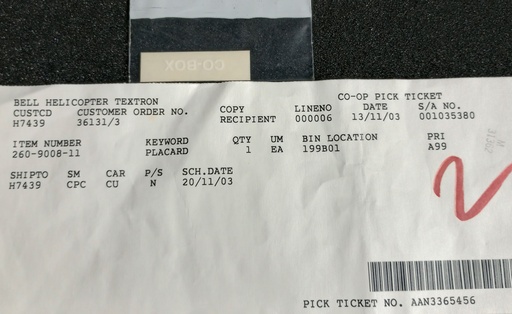 CO-BOX
BELL HELICOPTER TEXTRON CO-OP PICK TICKET
CUSTCD CUSTOMER ORDER NO. COPY LINENO DATE S/A NO.
H7439 36131/3 RECIPIENT 000006 13/11/03 001035380
ITEM NUMBER KEYWORD QTY UM BIN LOCATION PRI
260-9008-11 PLACARD 1 EA 199B01 A99
SHIPTO SM CAR P/S SCH.DATE
H7439 CPC CU N 20/11/03
2
PICK TICKET NO. AAN3365456